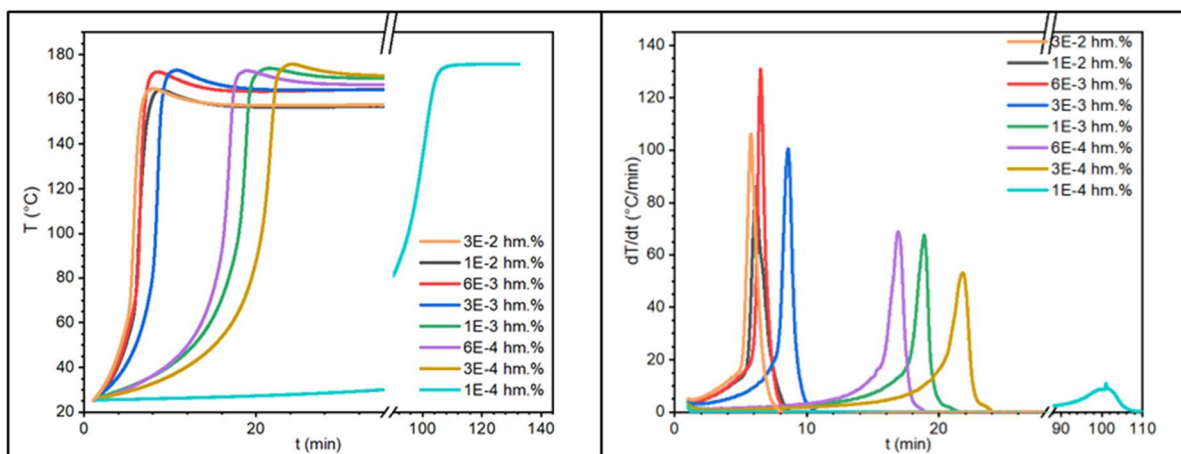 180
160
140
120
100
80
60
40
20
T (°C)
3E-2 hm.%
1E-2 hm.%
6E-3 hm.%
3E-3 hm.%
1E-3 hm.%
6E-4 hm.%
3E-4 hm.%
1E-4 hm.%
0 20 100 120 140
t (min)
140
120
100
80
60
40
20
0
dT/dt (°C/min)
3E-2 hm.%
1E-2 hm.%
6E-3 hm.%
3E-3 hm.%
1E-3 hm.%
6E-4 hm.%
3E-4 hm.%
1E-4 hm.%
0 10 20 90 100 110
t (min)